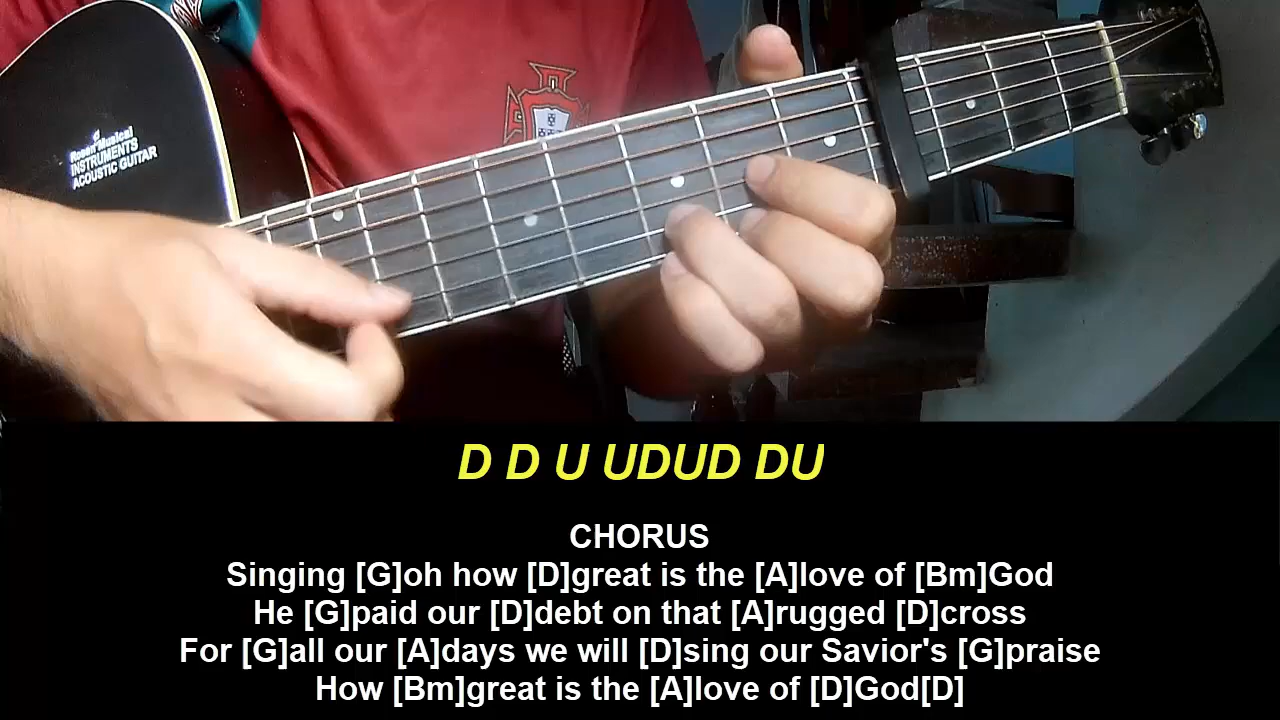 Rosen Musical
INSTRUMENTS
ACOUSTIC GUITAR
D D U UDUD DU
CHORUS
Singing [G]oh how [D]great is the [A]love of [Bm]God
He [G]paid our [D]debt on that [A]rugged [D]cross
For [G]all our [A]days we will [D]sing our Savior's [G]praise
How [Bm]great is the [A]love of [D]God[D]